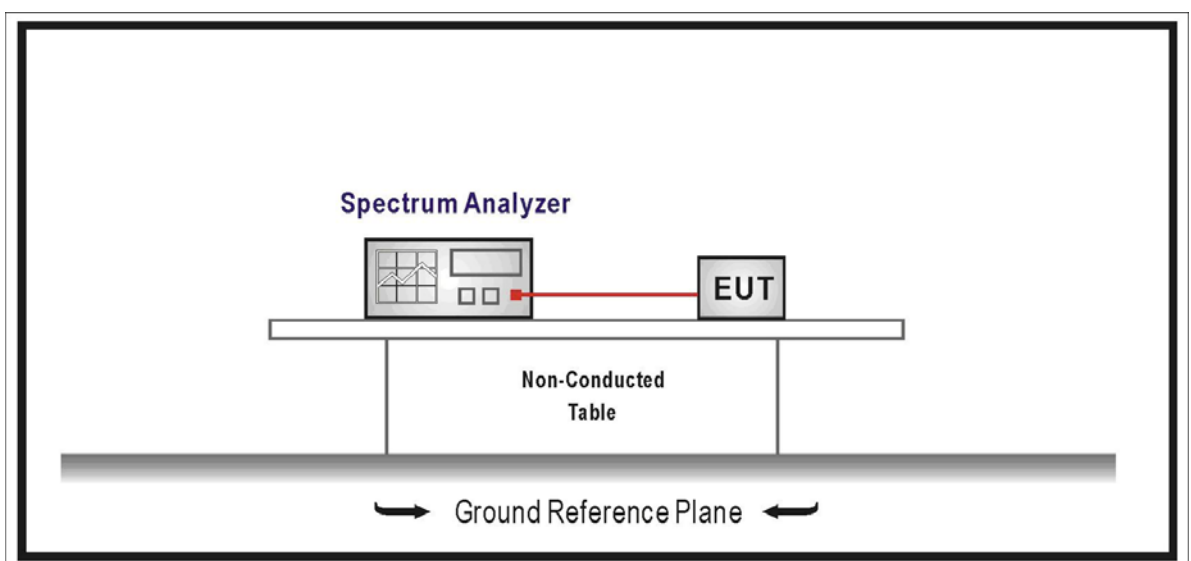 Spectrum Analyzer
EUT
Non-Conducted
Table
Ground Reference Plane